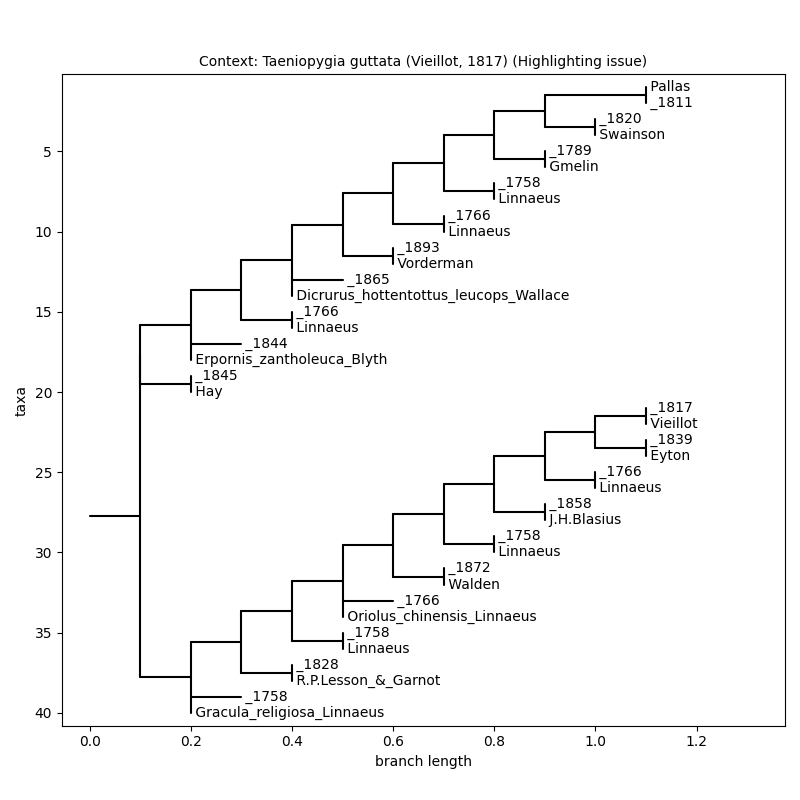 Context: Taeniopygia guttata (Vieillot, 1817) (Highlighting issue)
Pallas
_1811
_1820
Swainson
_1789
Gmelin
_1758
Linnaeus
_1766
Linnaeus
_1893
Vorderman
_1865
Dicrurus_hottentottus_leucops_Wallace
_1766
Linnaeus
_1844
Erpornis_zantholeuca_Blyth
_1845
Hay
_1817
Vieillot
_1839
Eyton
_1766
Linnaeus
_1858
J.H.Blasius
_1758
Linnaeus
_1872
Walden
_1766
Oriolus_chinensis_Linnaeus
_1758
Linnaeus
_1828
R.P.Lesson_&_Garnot
_1758
Gracula_religiosa_Linnaeus
5
10
15
20
25
30
35
40
taxa
0.0 0.2 0.4 0.6 0.8 1.0 1.2
branch length